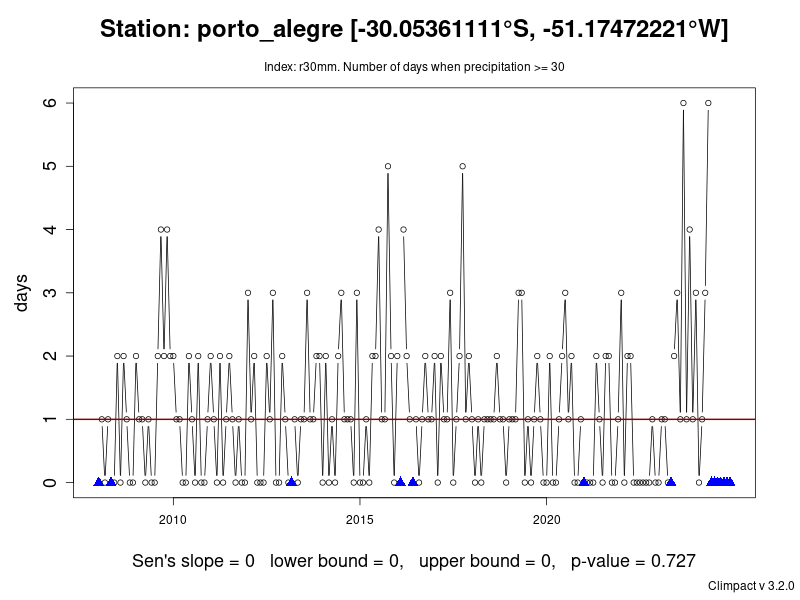 Station: porto_alegre [-30.05361111°S, -51.17472221°W]
Index: r30mm. Number of days when precipitation >= 30
6
5
4
3
2
1
0
days
2010
2015
2020
Sen's slope = 0   lower bound = 0,   upper bound = 0,   p-value = 0.727
Climpact v 3.2.0